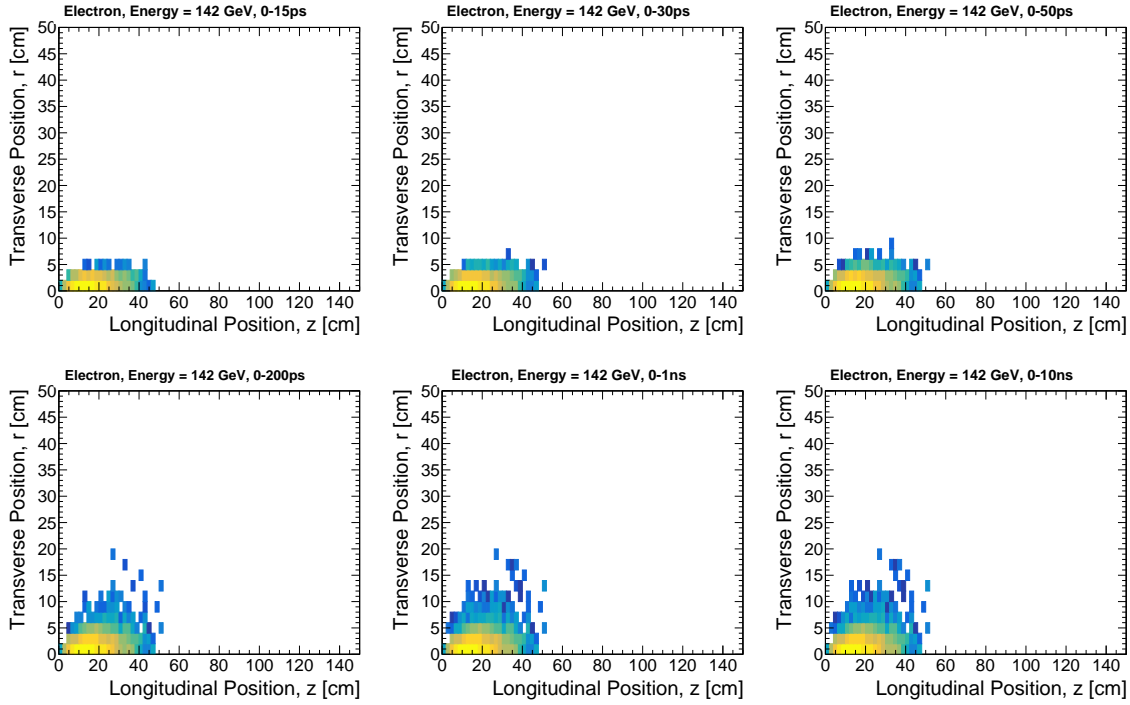 Electron, Energy = 142 GeV, 0-15ps
Transverse Position, r [cm]
50
45
40
35
30
25
20
15
10
5
0
0 20 40 60 80 100 120 140
Longitudinal Position, z [cm]
Electron, Energy = 142 GeV, 0-30ps
Transverse Position, r [cm]
50
45
40
35
30
25
20
15
10
5
0
0 20 40 60 80 100 120 140
Longitudinal Position, z [cm]
Electron, Energy = 142 GeV, 0-50ps
Transverse Position, r [cm]
50
45
40
35
30
25
20
15
10
5
0
0 20 40 60 80 100 120 140
Longitudinal Position, z [cm]
Electron, Energy = 142 GeV, 0-200ps
Transverse Position, r [cm]
50
45
40
35
30
25
20
15
10
5
0
0 20 40 60 80 100 120 140
Longitudinal Position, z [cm]
Electron, Energy = 142 GeV, 0-1ns
Transverse Position, r [cm]
50
45
40
35
30
25
20
15
10
5
0
0 20 40 60 80 100 120 140
Longitudinal Position, z [cm]
Electron, Energy = 142 GeV, 0-10ns
Transverse Position, r [cm]
50
45
40
35
30
25
20
15
10
5
0
0 20 40 60 80 100 120 140
Longitudinal Position, z [cm]